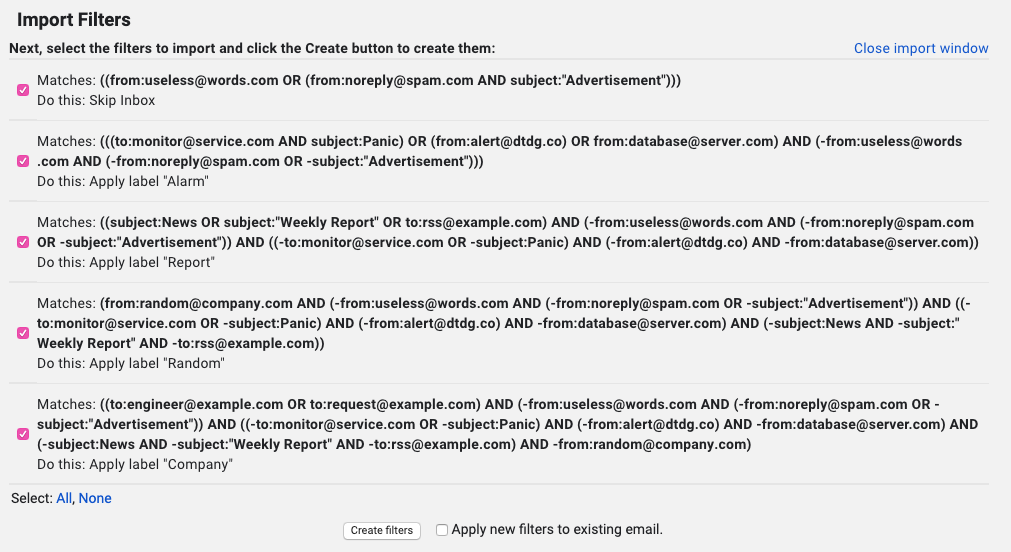 Import Filters
Next, select the filters to import and click the Create button to create them:
Close import window
Matches: ((from:useless@words.com OR (from:noreply@spam.com AND subject:"Advertisement")))
Do this: Skip Inbox
Matches: (((to:monitor@service.com AND subject:Panic) OR (from:alert@dtdg.co) OR from:database@server.com) AND (-from:useless@words
.com AND (-from:noreply@spam.com OR -subject:"Advertisement")))
Do this: Apply label "Alarm"
Matches: ((subject:News OR subject:"Weekly Report" OR to:rss@example.com) AND (-from:useless@words.com AND (-from:noreply@spam.com
OR -subject:"Advertisement")) AND ((-to:monitor@service.com OR -subject:Panic) AND (-from:alert@dtdg.co) AND -from:database@server.com))
Do this: Apply label "Report"
Matches: (from:random@company.com AND (-from:useless@words.com AND (-from:noreply@spam.com OR -subject:"Advertisement")) AND ((-
to:monitor@service.com OR -subject:Panic) AND (-from:alert@dtdg.co) AND -from:database@server.com) AND (-subject:News AND -subject:"
Weekly Report" AND -to:rss@example.com))
Do this: Apply label "Random"
Matches: ((to:engineer@example.com OR to:request@example.com) AND (-from:useless@words.com AND (-from:noreply@spam.com OR -
subject:"Advertisement")) AND ((-to:monitor@service.com OR -subject:Panic) AND (-from:alert@dtdg.co) AND -from:database@server.com) AND
(-subject:News AND -subject:"Weekly Report" AND -to:rss@example.com) AND -from:random@company.com)
Do this: Apply label "Company"
Select: All, None
Create filters
Apply new filters to existing email.